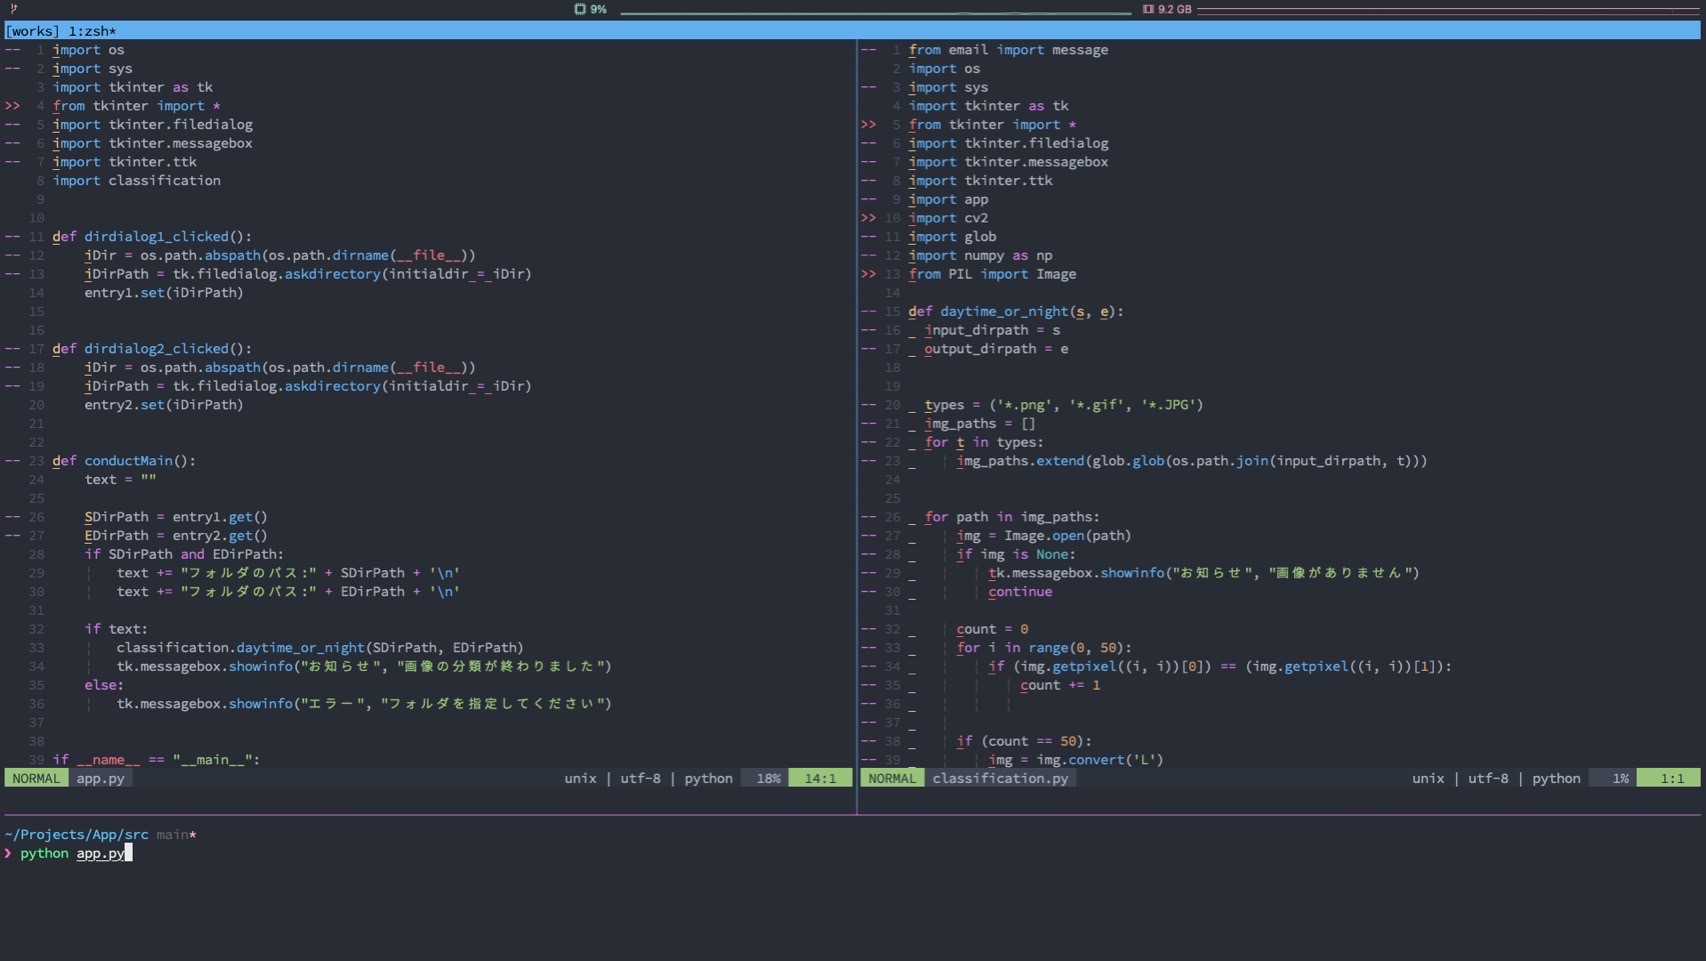 9%
9.2 GB
[works] 1:zsh*
-- 1 import os
-- 2 import sys
3 import tkinter as tk
>> 4 from tkinter import *
-- 5 import tkinter.filedialog
-- 6 import tkinter.messagebox
-- 7 import tkinter.ttk
8 import classification
9
10
-- 11 def dirdialog1_clicked():
-- 12 iDir = os.path.abspath(os.path.dirname(__file__))
-- 13 iDirPath = tk.filedialog.askdirectory(initialdir = iDir)
14 entry1.set(iDirPath)
15
16
-- 17 def dirdialog2_clicked():
-- 18 iDir = os.path.abspath(os.path.dirname(__file__))
-- 19 iDirPath = tk.filedialog.askdirectory(initialdir = iDir)
20 entry2.set(iDirPath)
21
22
-- 23 def conductMain():
24 text = ""
25
-- 26 SDirPath = entry1.get()
-- 27 EDirPath = entry2.get()
28 if SDirPath and EDirPath:
29 text += "フォルダのパス:" + SDirPath + '\n'
30 text += "フォルダのパス:" + EDirPath + '\n'
31
32 if text:
33 classification.daytime_or_night(SDirPath, EDirPath)
34 tk.messagebox.showinfo("お知らせ", "画像の分類が終わりました")
35 else:
36 tk.messagebox.showinfo("エラー", "フォルダを指定してください")
37
38
39 if __name__ == "__main__":
NORMAL app.py unix | utf-8 | python 18% 14:1
-- 1 from email import message
2 import os
-- 3 import sys
4 import tkinter as tk
>> 5 from tkinter import *
-- 6 import tkinter.filedialog
-- 7 import tkinter.messagebox
-- 8 import tkinter.ttk
-- 9 import app
>> 10 import cv2
-- 11 import glob
-- 12 import numpy as np
>> 13 from PIL import Image
14
-- 15 def daytime_or_night(s, e):
-- 16 input_dirpath = s
-- 17 output_dirpath = e
18
19
-- 20 types = ('*.png', '*.gif', '*.JPG')
-- 21 img_paths = []
-- 22 for t in types:
-- 23 img_paths.extend(glob.glob(os.path.join(input_dirpath, t)))
24
25
-- 26 for path in img_paths:
-- 27 img = Image.open(path)
-- 28 if img is None:
-- 29 tk.messagebox.showinfo("お知らせ", "画像がありません")
-- 30 continue
31
-- 32 count = 0
-- 33 for i in range(0, 50):
-- 34 if (img.getpixel((i, i))[0]) == (img.getpixel((i, i))[1]):
-- 35 count += 1
-- 36
-- 37
-- 38 if (count == 50):
-- 39 img = img.convert('L')
NORMAL classification.py unix | utf-8 | python 1% 1:1
~/Projects/App/src main*
❯ python app.py